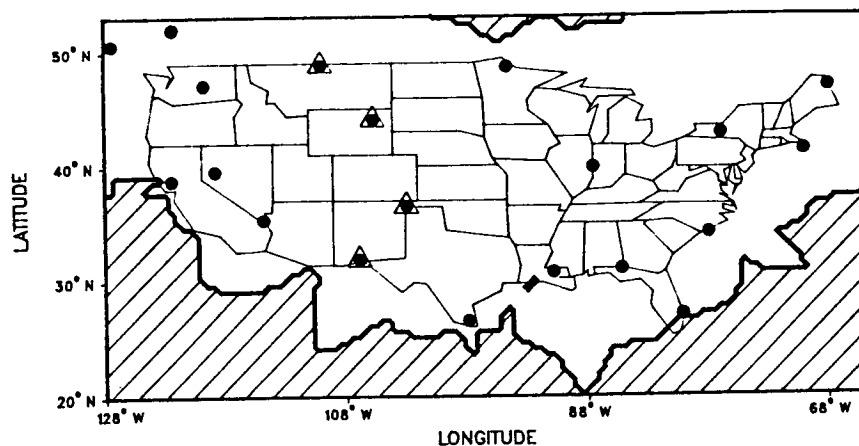 50° N
40° N
30° N
20° N
LATITUDE
128° W
108° W
88° W
68° W
LONGITUDE